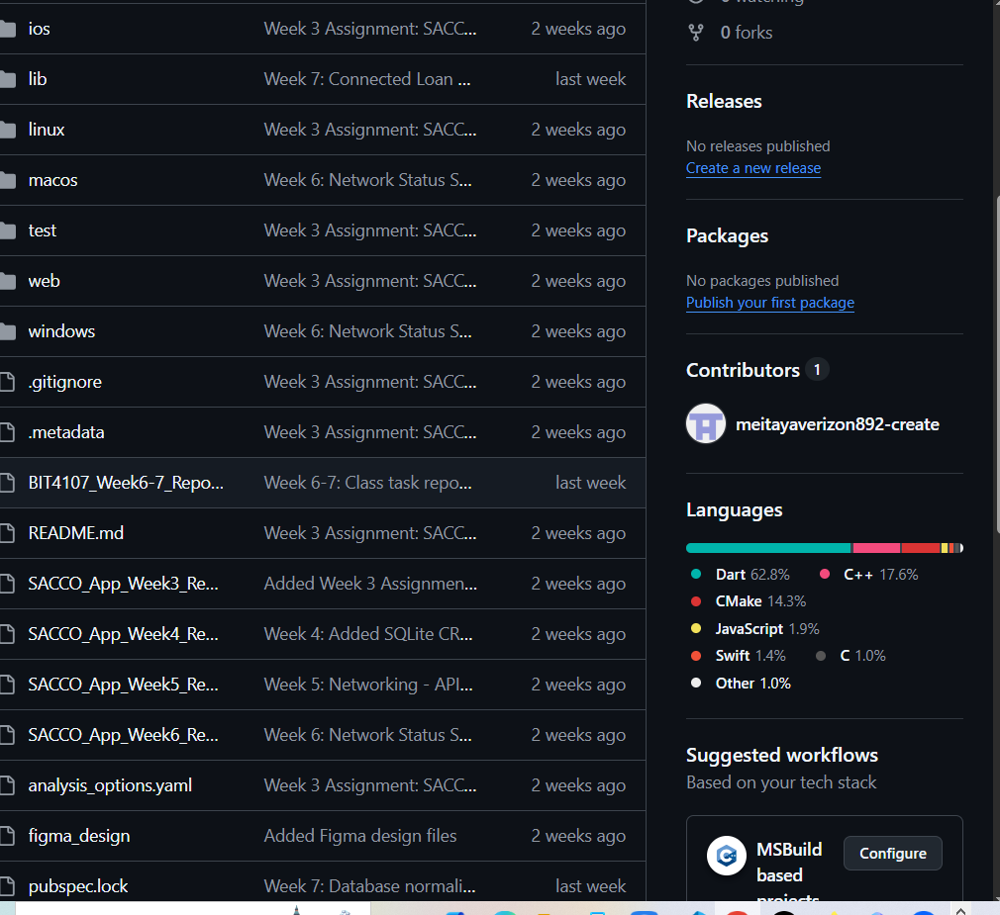 ios Week 3 Assignment: SACC... 2 weeks ago
lib Week 7: Connected Loan ... last week
linux Week 3 Assignment: SACC... 2 weeks ago
macos Week 6: Network Status S... 2 weeks ago
test Week 3 Assignment: SACC... 2 weeks ago
web Week 3 Assignment: SACC... 2 weeks ago
windows Week 6: Network Status S... 2 weeks ago
.gitignore Week 3 Assignment: SACC... 2 weeks ago
.metadata Week 3 Assignment: SACC... 2 weeks ago
BIT4107_Week6-7_Repo... Week 6-7: Class task repo... last week
README.md Week 3 Assignment: SACC... 2 weeks ago
SACCO_App_Week3_Re... Added Week 3 Assignmen... 2 weeks ago
SACCO_App_Week4_Re... Week 4: Added SQLite CR... 2 weeks ago
SACCO_App_Week5_Re... Week 5: Networking - API... 2 weeks ago
SACCO_App_Week6_Re... Week 6: Network Status S... 2 weeks ago
analysis_options.yaml Week 3 Assignment: SACC... 2 weeks ago
figma_design Added Figma design files 2 weeks ago
pubspec.lock Week 7: Database normali... last week
0 watching
0 forks
Releases
No releases published
Create a new release
Packages
No packages published
Publish your first package
Contributors 1
meitayaverizon892-create
Languages
Dart 62.8% C++ 17.6%
CMake 14.3%
JavaScript 1.9%
Swift 1.4% C 1.0%
Other 1.0%
Suggested workflows
Based on your tech stack
MSBuild
based
projects
Configure